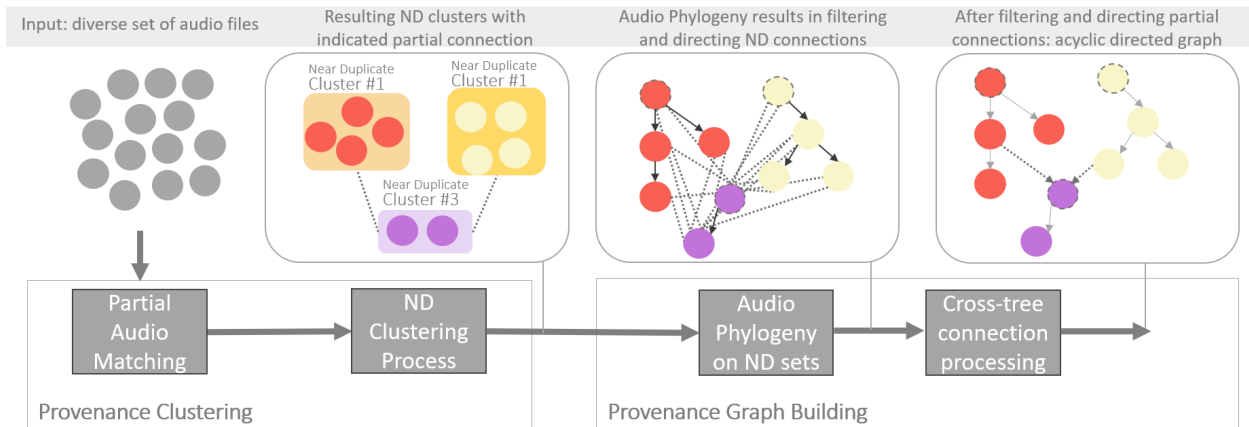 Input: diverse set of audio files
Resulting ND clusters with
indicated partial connection
Audio Phylogeny results in filtering
and directing ND connections
After filtering and directing partial
connections: acyclic directed graph
Near Duplicate
Cluster #1
Near Duplicate
Cluster #1
Near Duplicate
Cluster #3
Partial
Audio
Matching
ND
Clustering
Process
Audio
Phylogeny
on ND sets
Cross-tree
connection
processing
Provenance Clustering
Provenance Graph Building